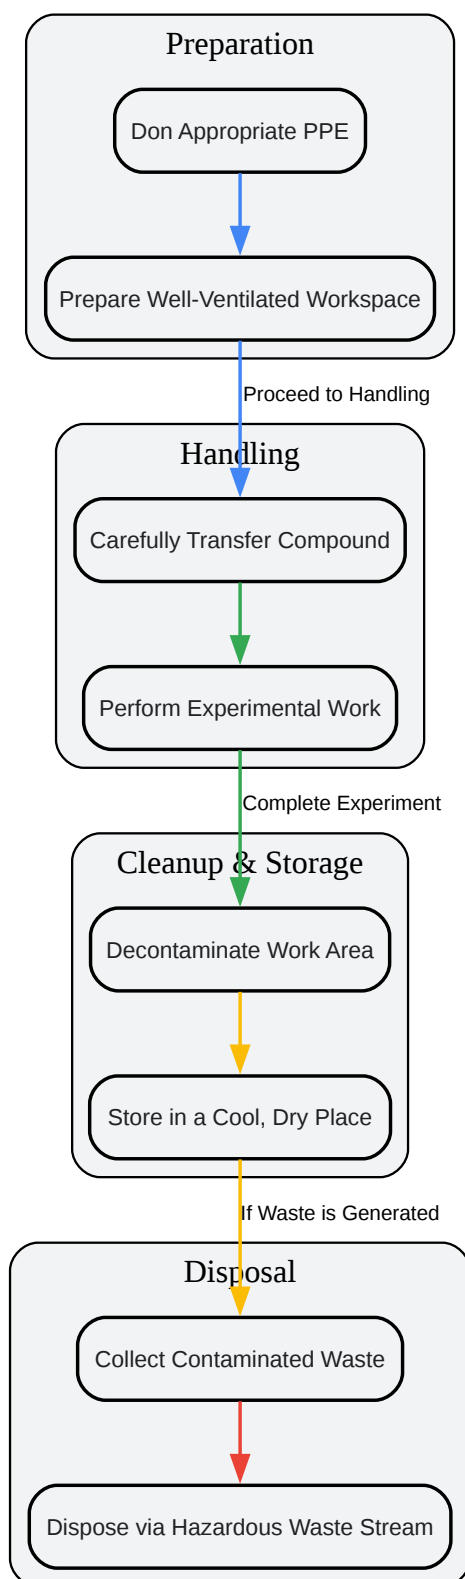 Preparation
Don Appropriate PPE
Prepare Well-Ventilated Workspace
Proceed to Handling
Handling
Carefully Transfer Compound
Perform Experimental Work
Complete Experiment
Cleanup & Storage
Decontaminate Work Area
Store in a Cool, Dry Place
If Waste is Generated
Disposal
Collect Contaminated Waste
Dispose via Hazardous Waste Stream